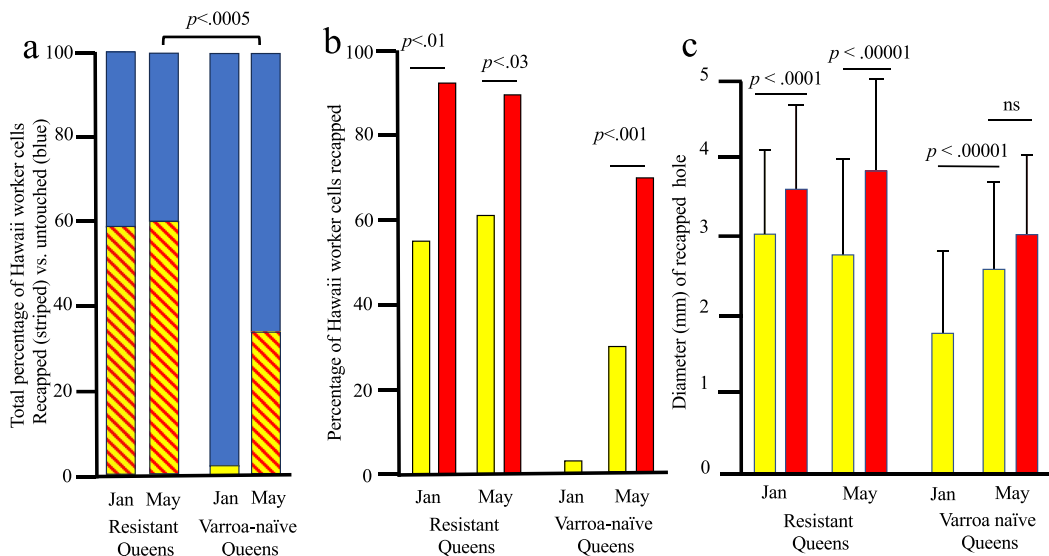 a
p<.0005
Total percentage of Hawaii worker cells
Recapped (striped) vs. untouched (blue)
100
80
60
40
20
0
Jan May Jan May
Resistant Varroa-naïve
Oueens Oueens
b
Percentage of Hawaii worker cells recapped
100
80
60
40
20
0
p<.01
p<.03
p<.001
Jan May Jan May
Resistant Varroa-naïve
Queens Queens
c
Diameter (mm) of recapped hole
5
4
3
2
1
0
p < .0001
p < .00001
p < .00001
ns
Jan May Jan May
Resistant Varroa naïve
Queens Queens